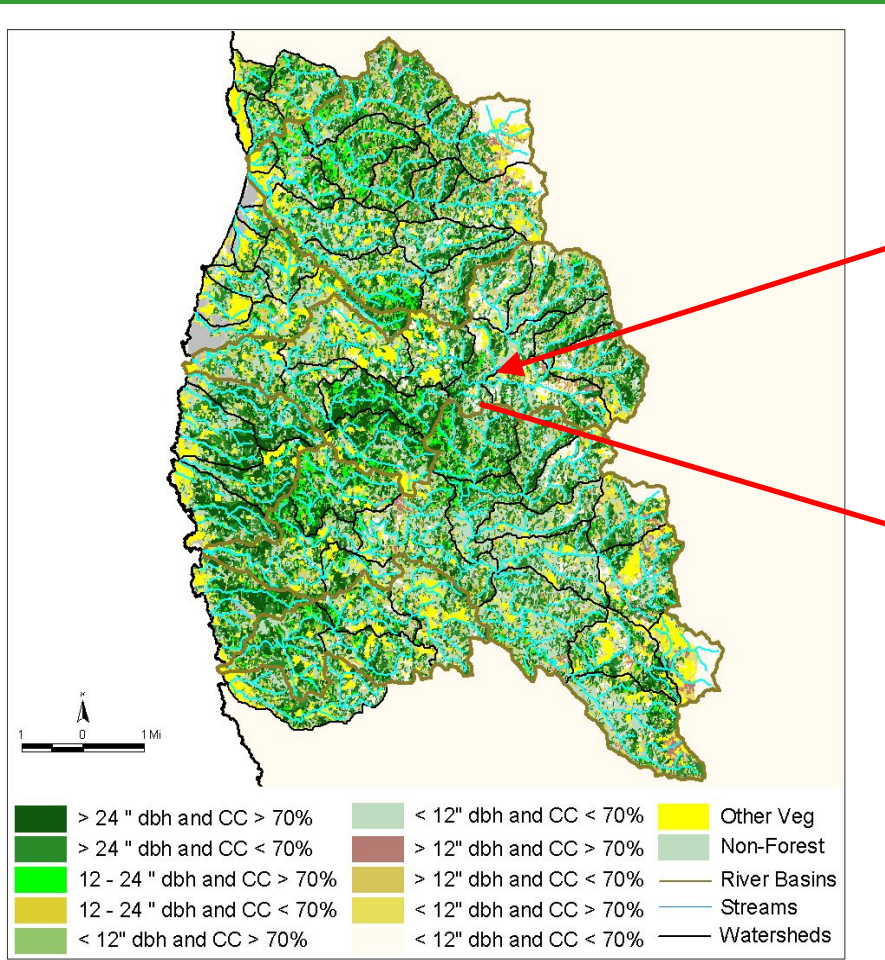 1 0 1 Mi
> 24 " dbh and CC > 70%
> 24 " dbh and CC < 70%
12 - 24 " dbh and CC > 70%
12 - 24 " dbh and CC < 70%
< 12" dbh and CC > 70%
< 12" dbh and CC < 70%
> 12" dbh and CC > 70%
> 12" dbh and CC < 70%
< 12" dbh and CC > 70%
< 12" dbh and CC < 70%
Other Veg
Non-Forest
River Basins
Streams
Watersheds